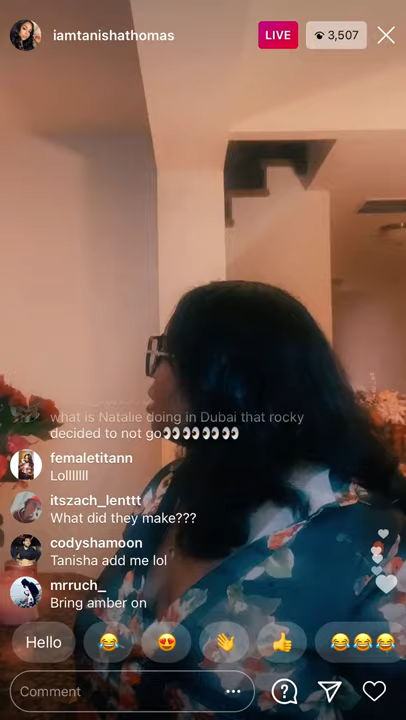 iamtanishathomas
LIVE
3,507
what is Natalie doing in Dubai that rocky
decided to not go👀👀👀👀👀👀👀👀
femaletitann
Lolllllll
itszach_lenttt
What did they make???
codyshamoon
Tanisha add me lol
mrruch_
Bring amber on
Hello
Comment